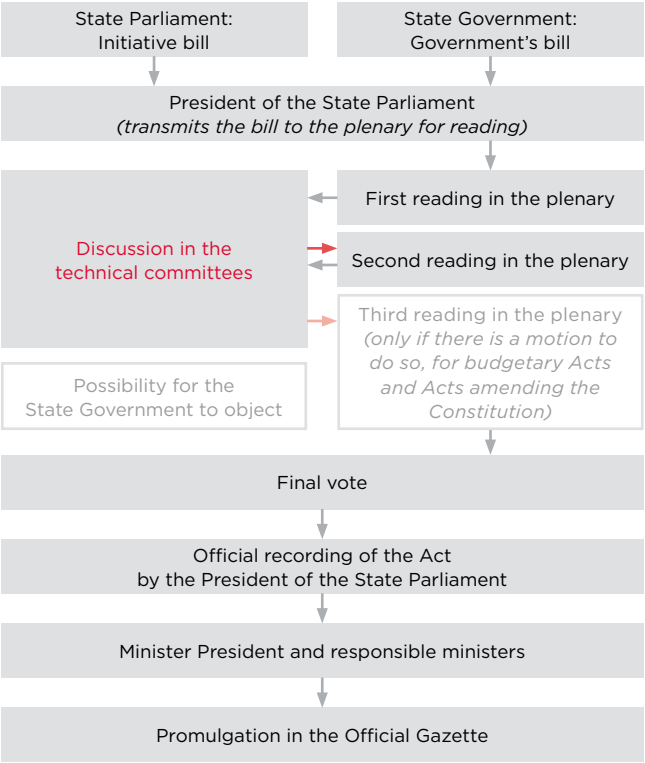 State Parliament:
Initiative bill
State Government:
Government’s bill
President of the State Parliament
(transmits the bill to the plenary for reading)
First reading in the plenary
Discussion in the
technical committees
Second reading in the plenary
Third reading in the plenary
(only if there is a motion to
do so, for budgetary Acts
and Acts amending the
Constitution)
Possibility for the
State Government to object
Final vote
Official recording of the Act
by the President of the State Parliament
Minister President and responsible ministers
Promulgation in the Official Gazette